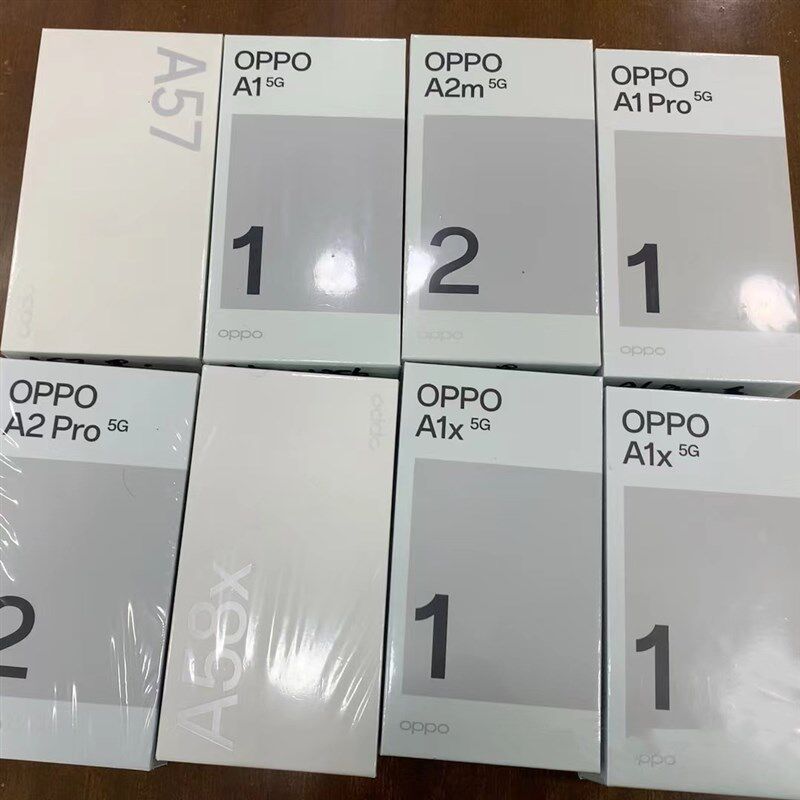 A57
oppo
OPPO
A1 5G
1
oppo
OPPO
A2m 5G
2
oppo
OPPO
A1 Pro 5G
1
oppo
OPPO
A2 Pro 5G
2
oppo
A58x
OPPO
A1x 5G
1
oppo
OPPO
A1x 5G
1
oppo